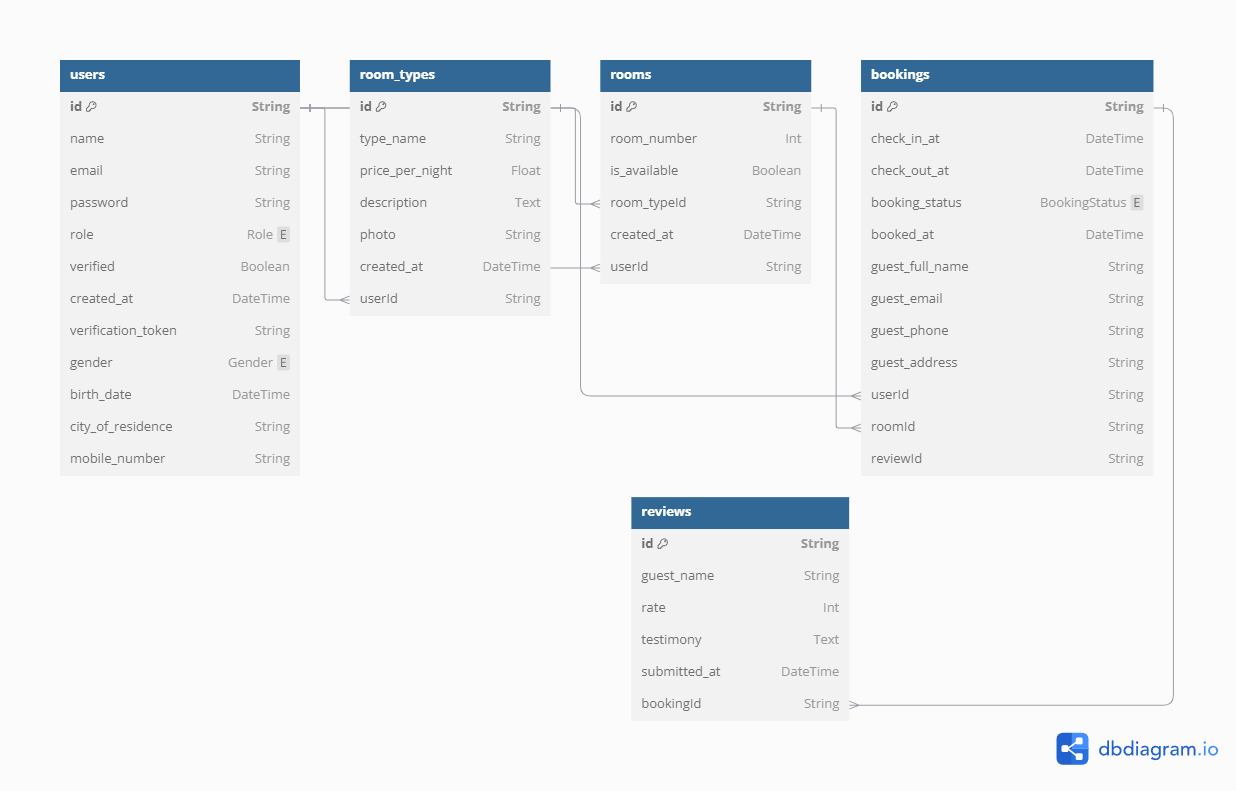 users
id String
name String
email String
password String
role Role E
verified Boolean
created_at DateTime
verification_token String
gender Gender E
birth_date DateTime
city_of_residence String
mobile_number String
room_types
id String
type_name String
price_per_night Float
description Text
photo String
created_at DateTime
userId String
rooms
id String
room_number Int
is_available Boolean
room_typeId String
created_at DateTime
userId String
bookings
id String
check_in_at DateTime
check_out_at DateTime
booking_status BookingStatus E
booked_at DateTime
guest_full_name String
guest_email String
guest_phone String
guest_address String
userId String
roomId String
reviewId String
reviews
id String
guest_name String
rate Int
testimony Text
submitted_at DateTime
bookingId String
dbdiagram.io